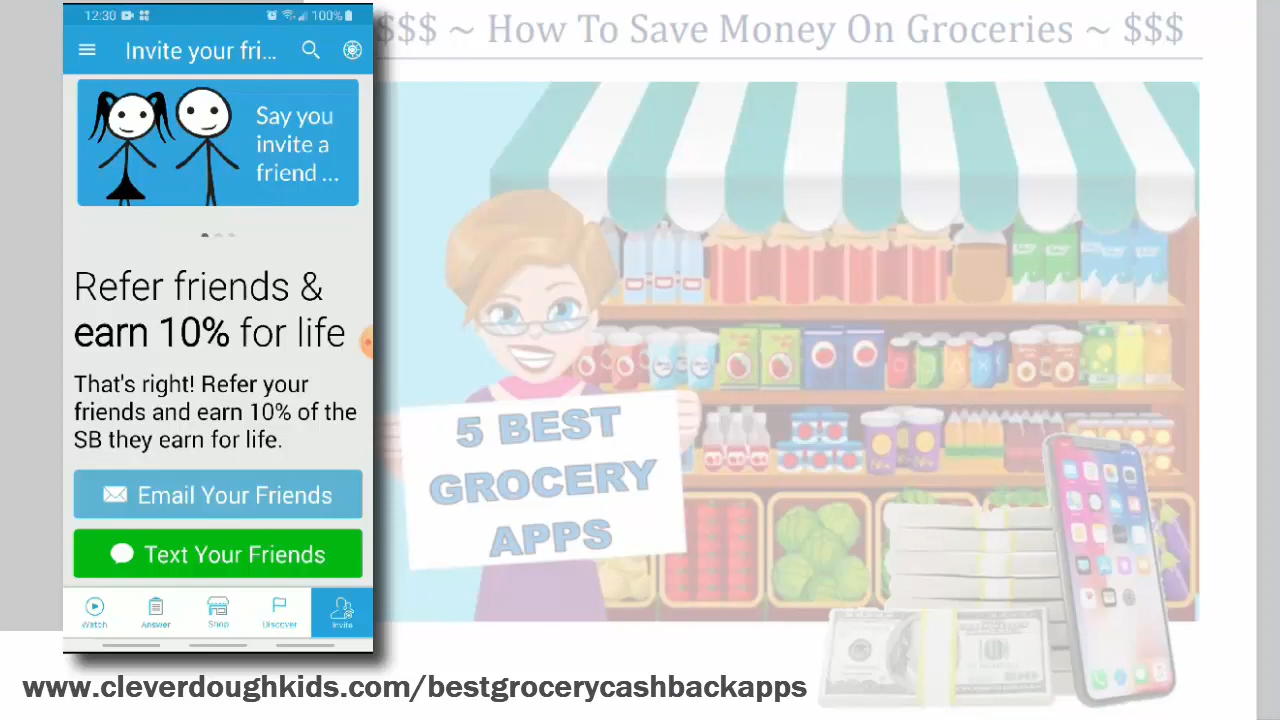 12:30
100%
$$$ ~ How To Save Money On Groceries ~ $$$
Invite your fri...
Say you
invite a
friend ...
Refer friends &
earn 10% for life
That's right! Refer your
friends and earn 10% of the
SB they earn for life.
Email Your Friends
Text Your Friends
Watch
Answer
Shop
Discover
Invite
5 BEST
GROCERY
APPS
www.cleverdoughkids.com/bestgrocerycashbackapps